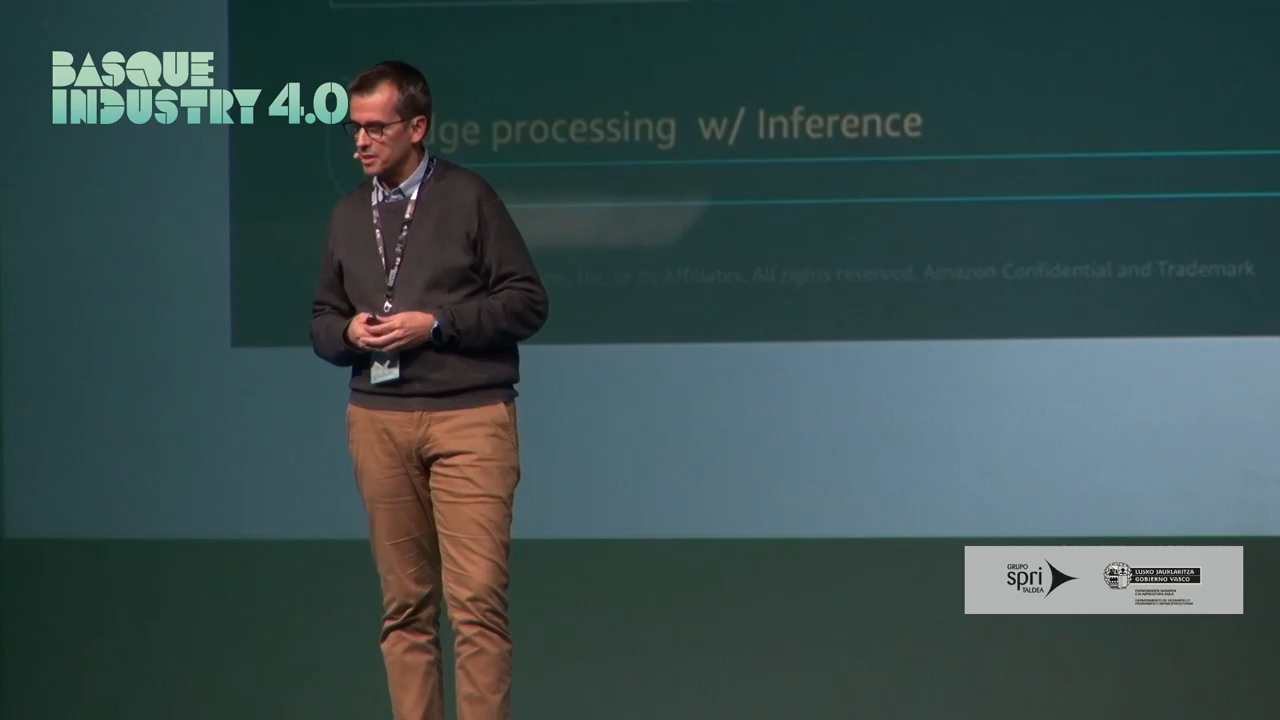 BASQUE
INDUSTRY 4.0
dge processing w/ Inference
Inc. or its Affiliates. All rights reserved. Amazon Confidential and Trademark
GRUPO
spri
TALDEA
EUSKO JAURLARITZA
GOBIERNO VASCO